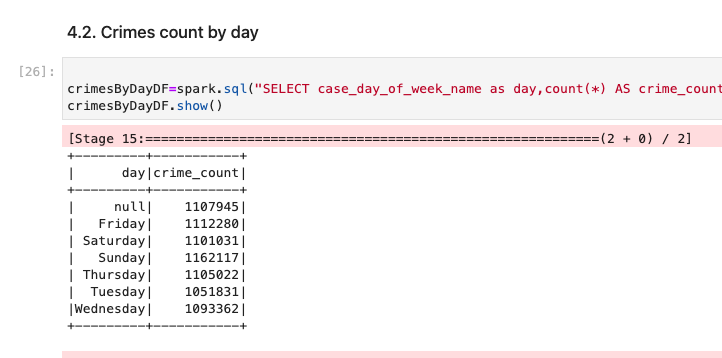 4.2. Crimes count by day
[26]:
crimesByDayDF=spark.sql("SELECT case_day_of_week_name as day,count(*) AS crime_count
crimesByDayDF.show()
[Stage 15:==========================================================(2 + 0) / 2]
+---------+-----------+
|      day|crime_count|
+---------+-----------+
|     null|    1107945|
|   Friday|    1112280|
| Saturday|    1101031|
|   Sunday|    1162117|
| Thursday|    1105022|
|  Tuesday|    1051831|
|Wednesday|    1093362|
+---------+-----------+